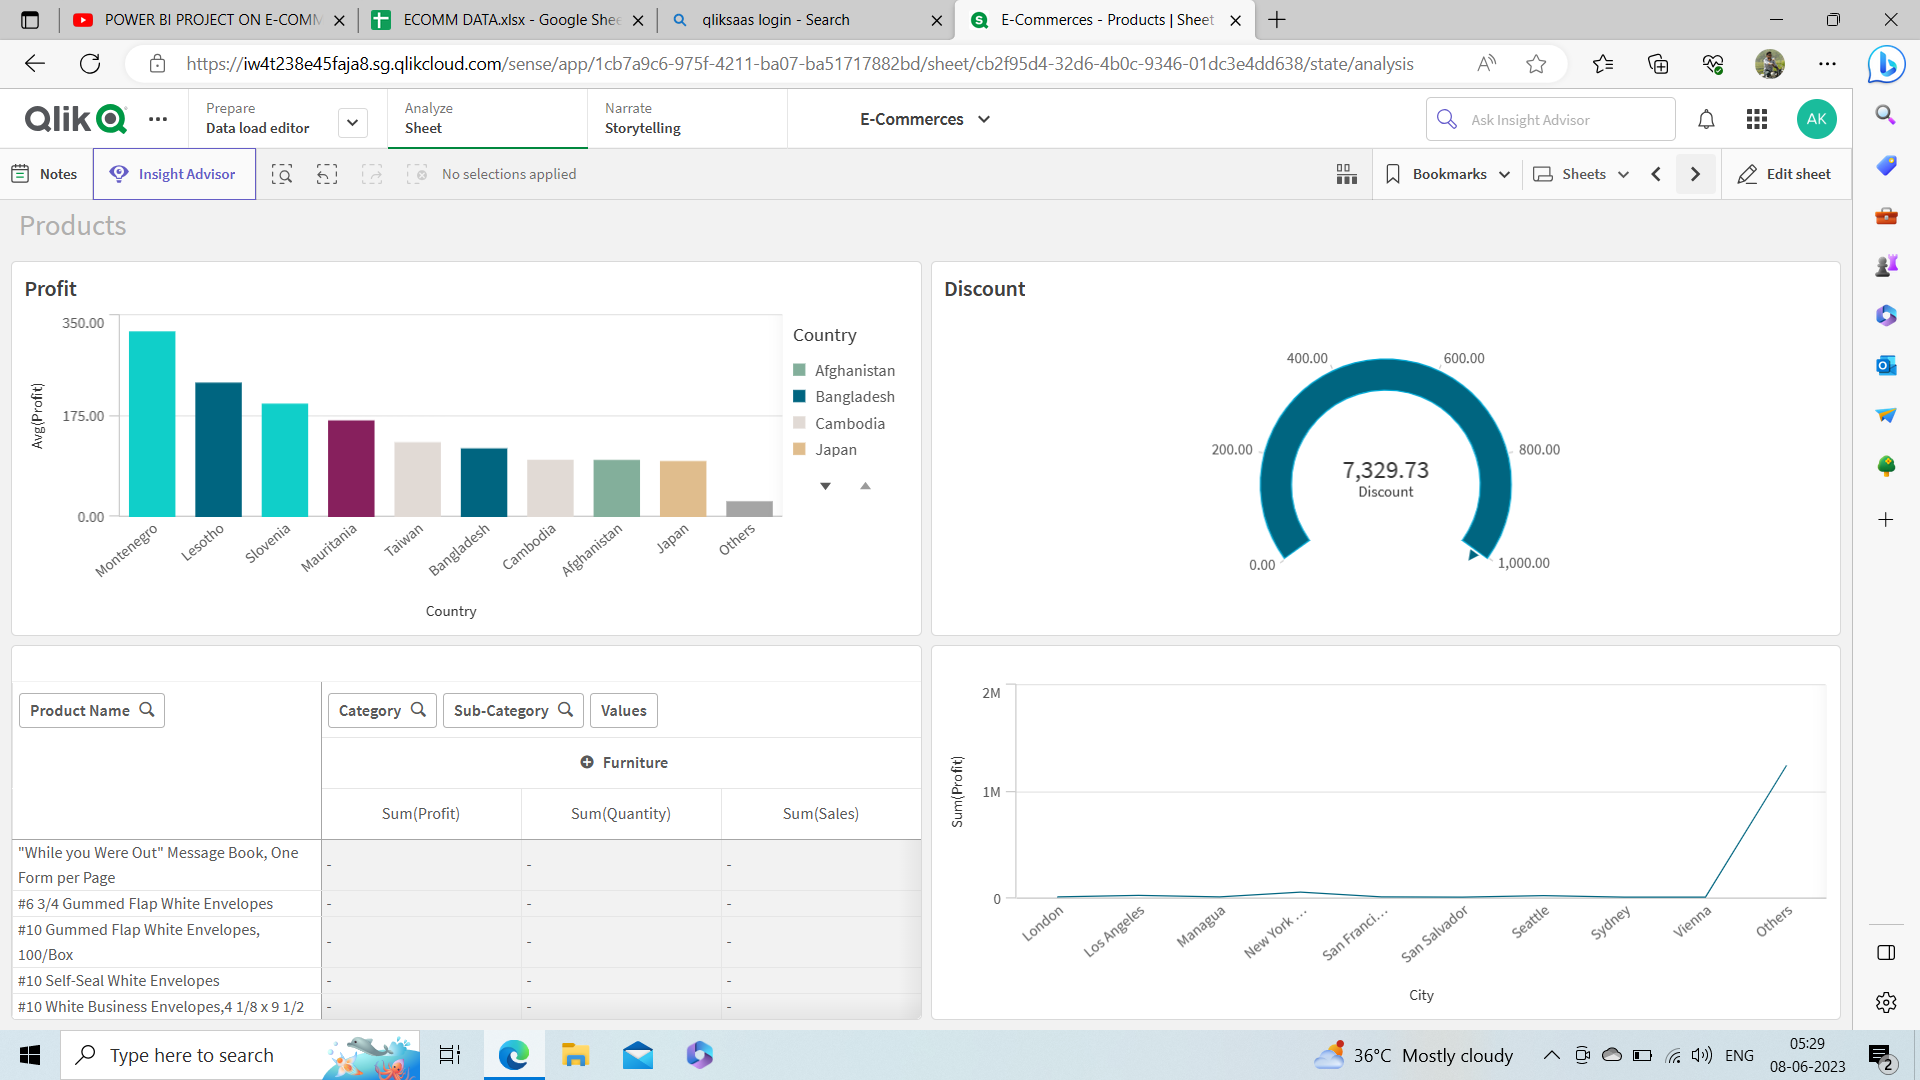 POWER BI PROJECT ON E-COMM
ECOMM DATA.xlsx - Google She
qliksaas login - Search
E-Commerces - Products | Sheet
https://iw4t238e45faja8.sg.qlikcloud.com/sense/app/1cb7a9c6-975f-4211-ba07-ba51717882bd/sheet/cb2f95d4-32d6-4b0c-9346-01dc3e4dd638/state/analysis
Qlik
Prepare
Data load editor
Analyze
Sheet
Narrate
Storytelling
E-Commerces
Ask Insight Advisor
AK
Notes
Insight Advisor
No selections applied
Bookmarks
Sheets
Edit sheet
Products
Profit
350.00
175.00
0.00
Avg(Profit)
Montenegro
Lesotho
Slovenia
Mauritania
Taiwan
Bangladesh
Cambodia
Afghanistan
Japan
Others
Country
Country
Afghanistan
Bangladesh
Cambodia
Japan
Discount
0.00
200.00
400.00
600.00
800.00
1,000.00
7,329.73
Discount
Product Name
Category
Sub-Category
Values
Furniture
Sum(Profit)
Sum(Quantity)
Sum(Sales)
"While you Were Out" Message Book, One
Form per Page
- - -
#6 3/4 Gummed Flap White Envelopes
- - -
#10 Gummed Flap White Envelopes,
100/Box
- - -
#10 Self-Seal White Envelopes
- - -
#10 White Business Envelopes,4 1/8 x 9 1/2
- - -
2M
1M
0
Sum(Profit)
London
Los Angeles
Managua
New York ...
San Franci...
San Salvador
Seattle
Sydney
Vienna
Others
City
Type here to search
36°C Mostly cloudy
ENG
05:29
08-06-2023
2